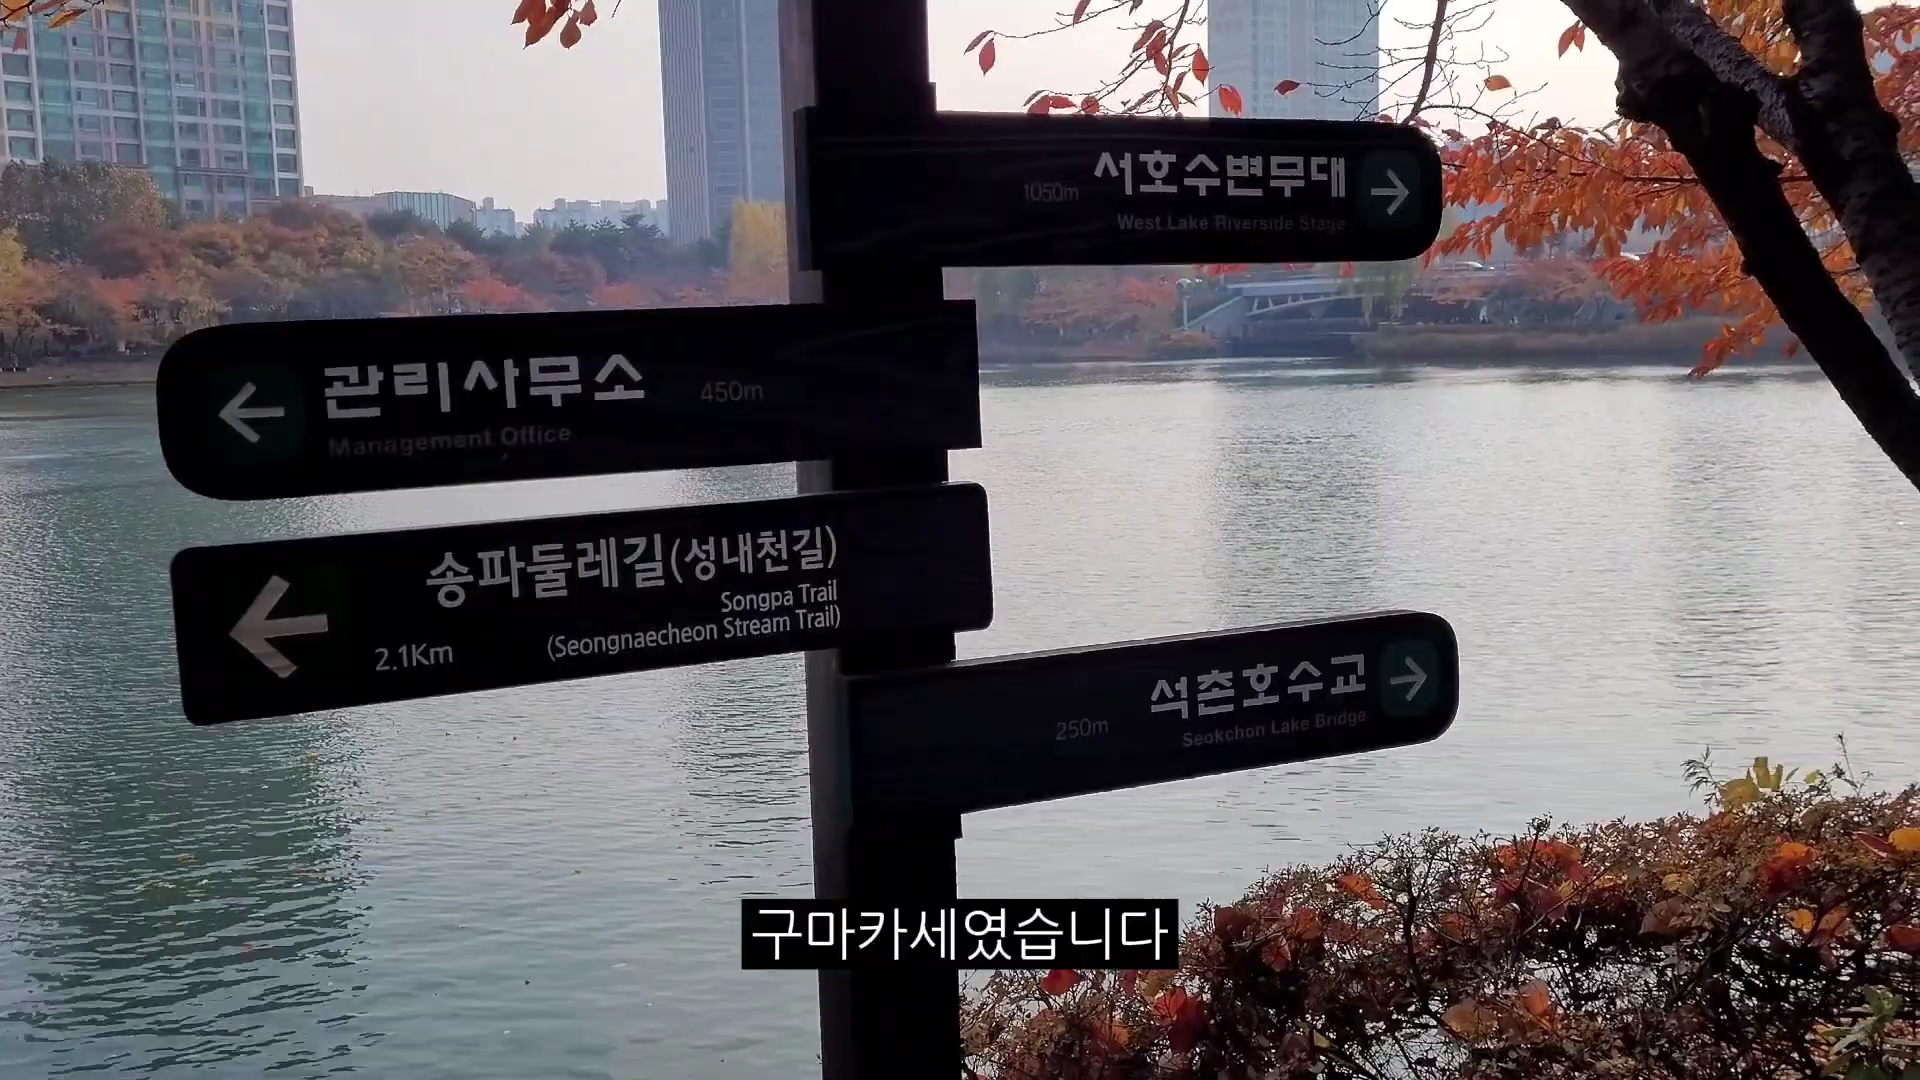 1050m 서호수변무대
West Lake Riverside Stage
관리사무소 450m
Management Office
송파둘레길(성내천길)
Songpa Trail
2.1Km (Seongnaecheon Stream Trail)
석촌호수교
250m Seokchon Lake Bridge
구마카세였습니다